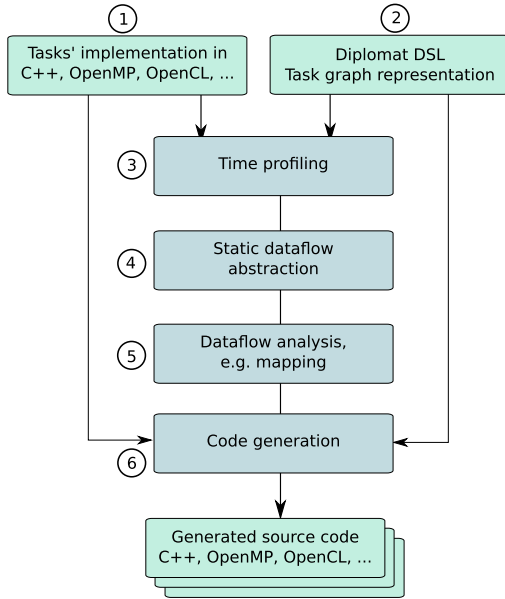 1
Tasks' implementation in
C++, OpenMP, OpenCL, ...
2
Diplomat DSL
Task graph representation
3
Time profiling
4
Static dataflow
abstraction
5
Dataflow analysis,
e.g. mapping
6
Code generation
Generated source code
C++, OpenMP, OpenCL, ...